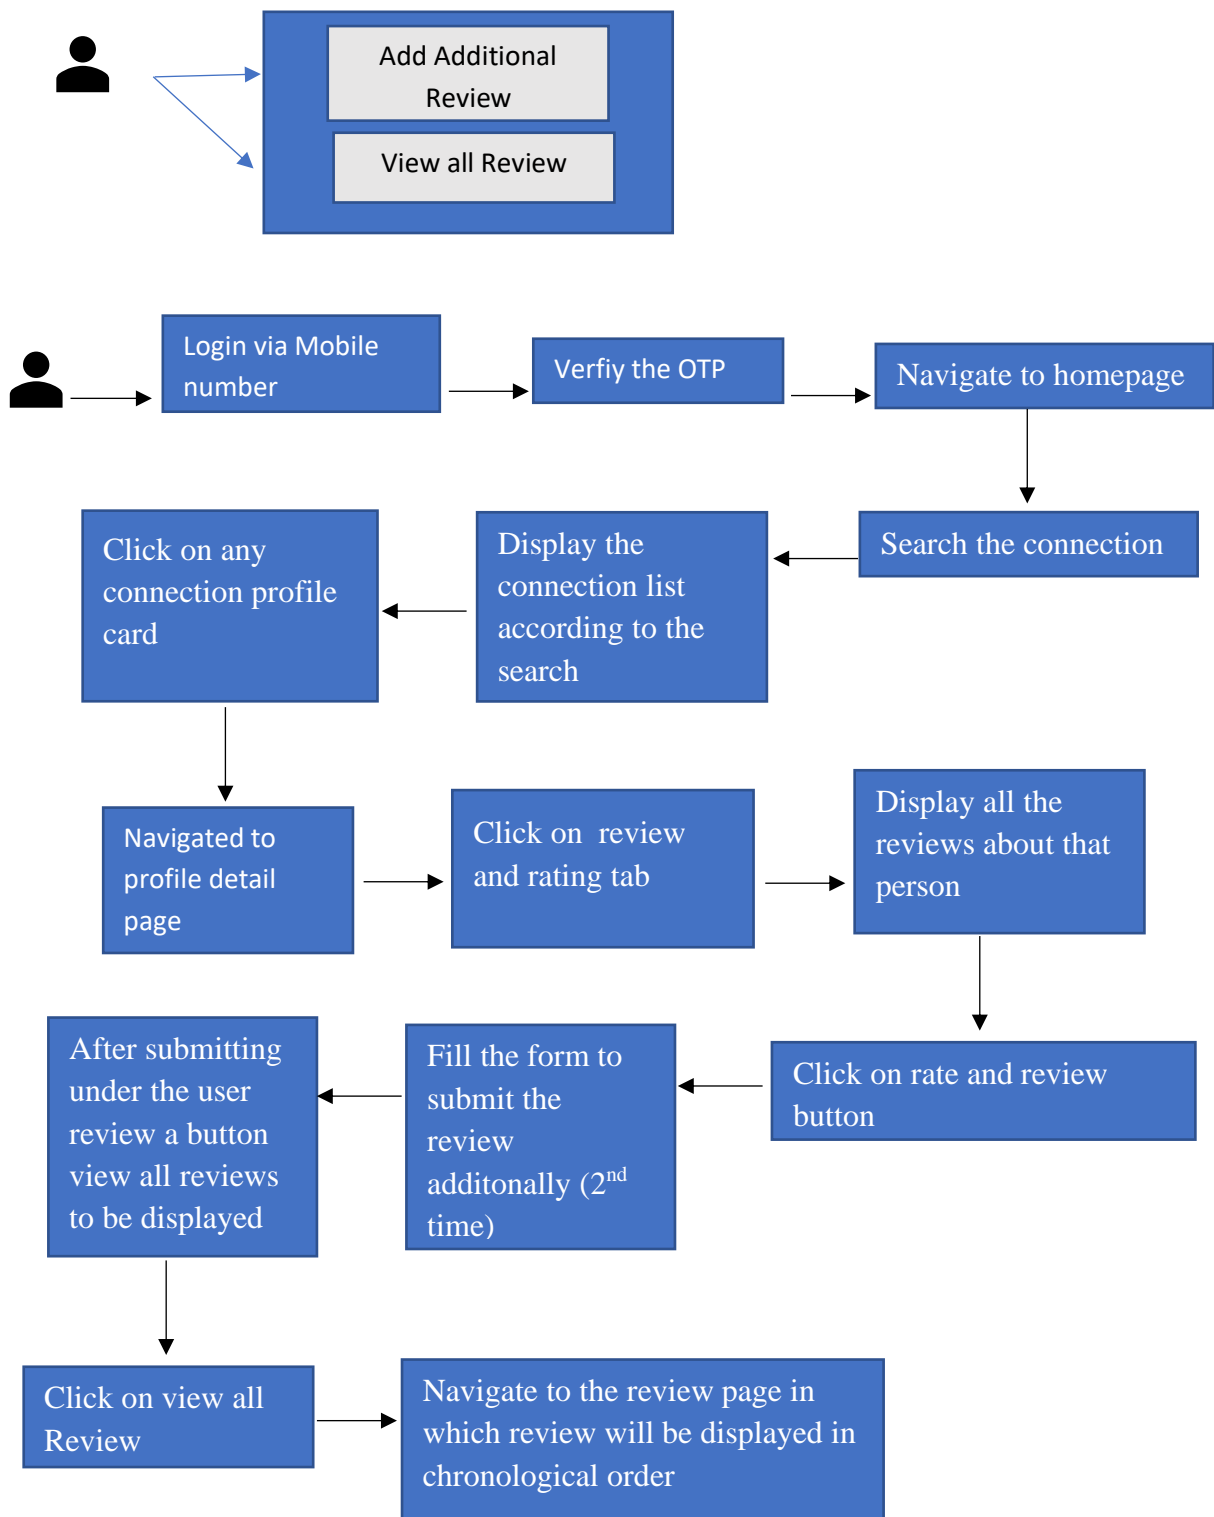 Add Additional
Review
View all Review
Login via Mobile
number
Verfiy the OTP
Navigate to homepage
Search the connection
Display the
connection list
according to the
search
Click on any
connection profile
card
Navigated to
profile detail
page
Click on  review
and rating tab
Display all the
reviews about that
person
Click on rate and review
button
Fill the form to
submit the
review
additonally (2nd
time)
After submitting
under the user
review a button
view all reviews
to be displayed
Click on view all
Review
Navigate to the review page in
which review will be displayed in
chronological order